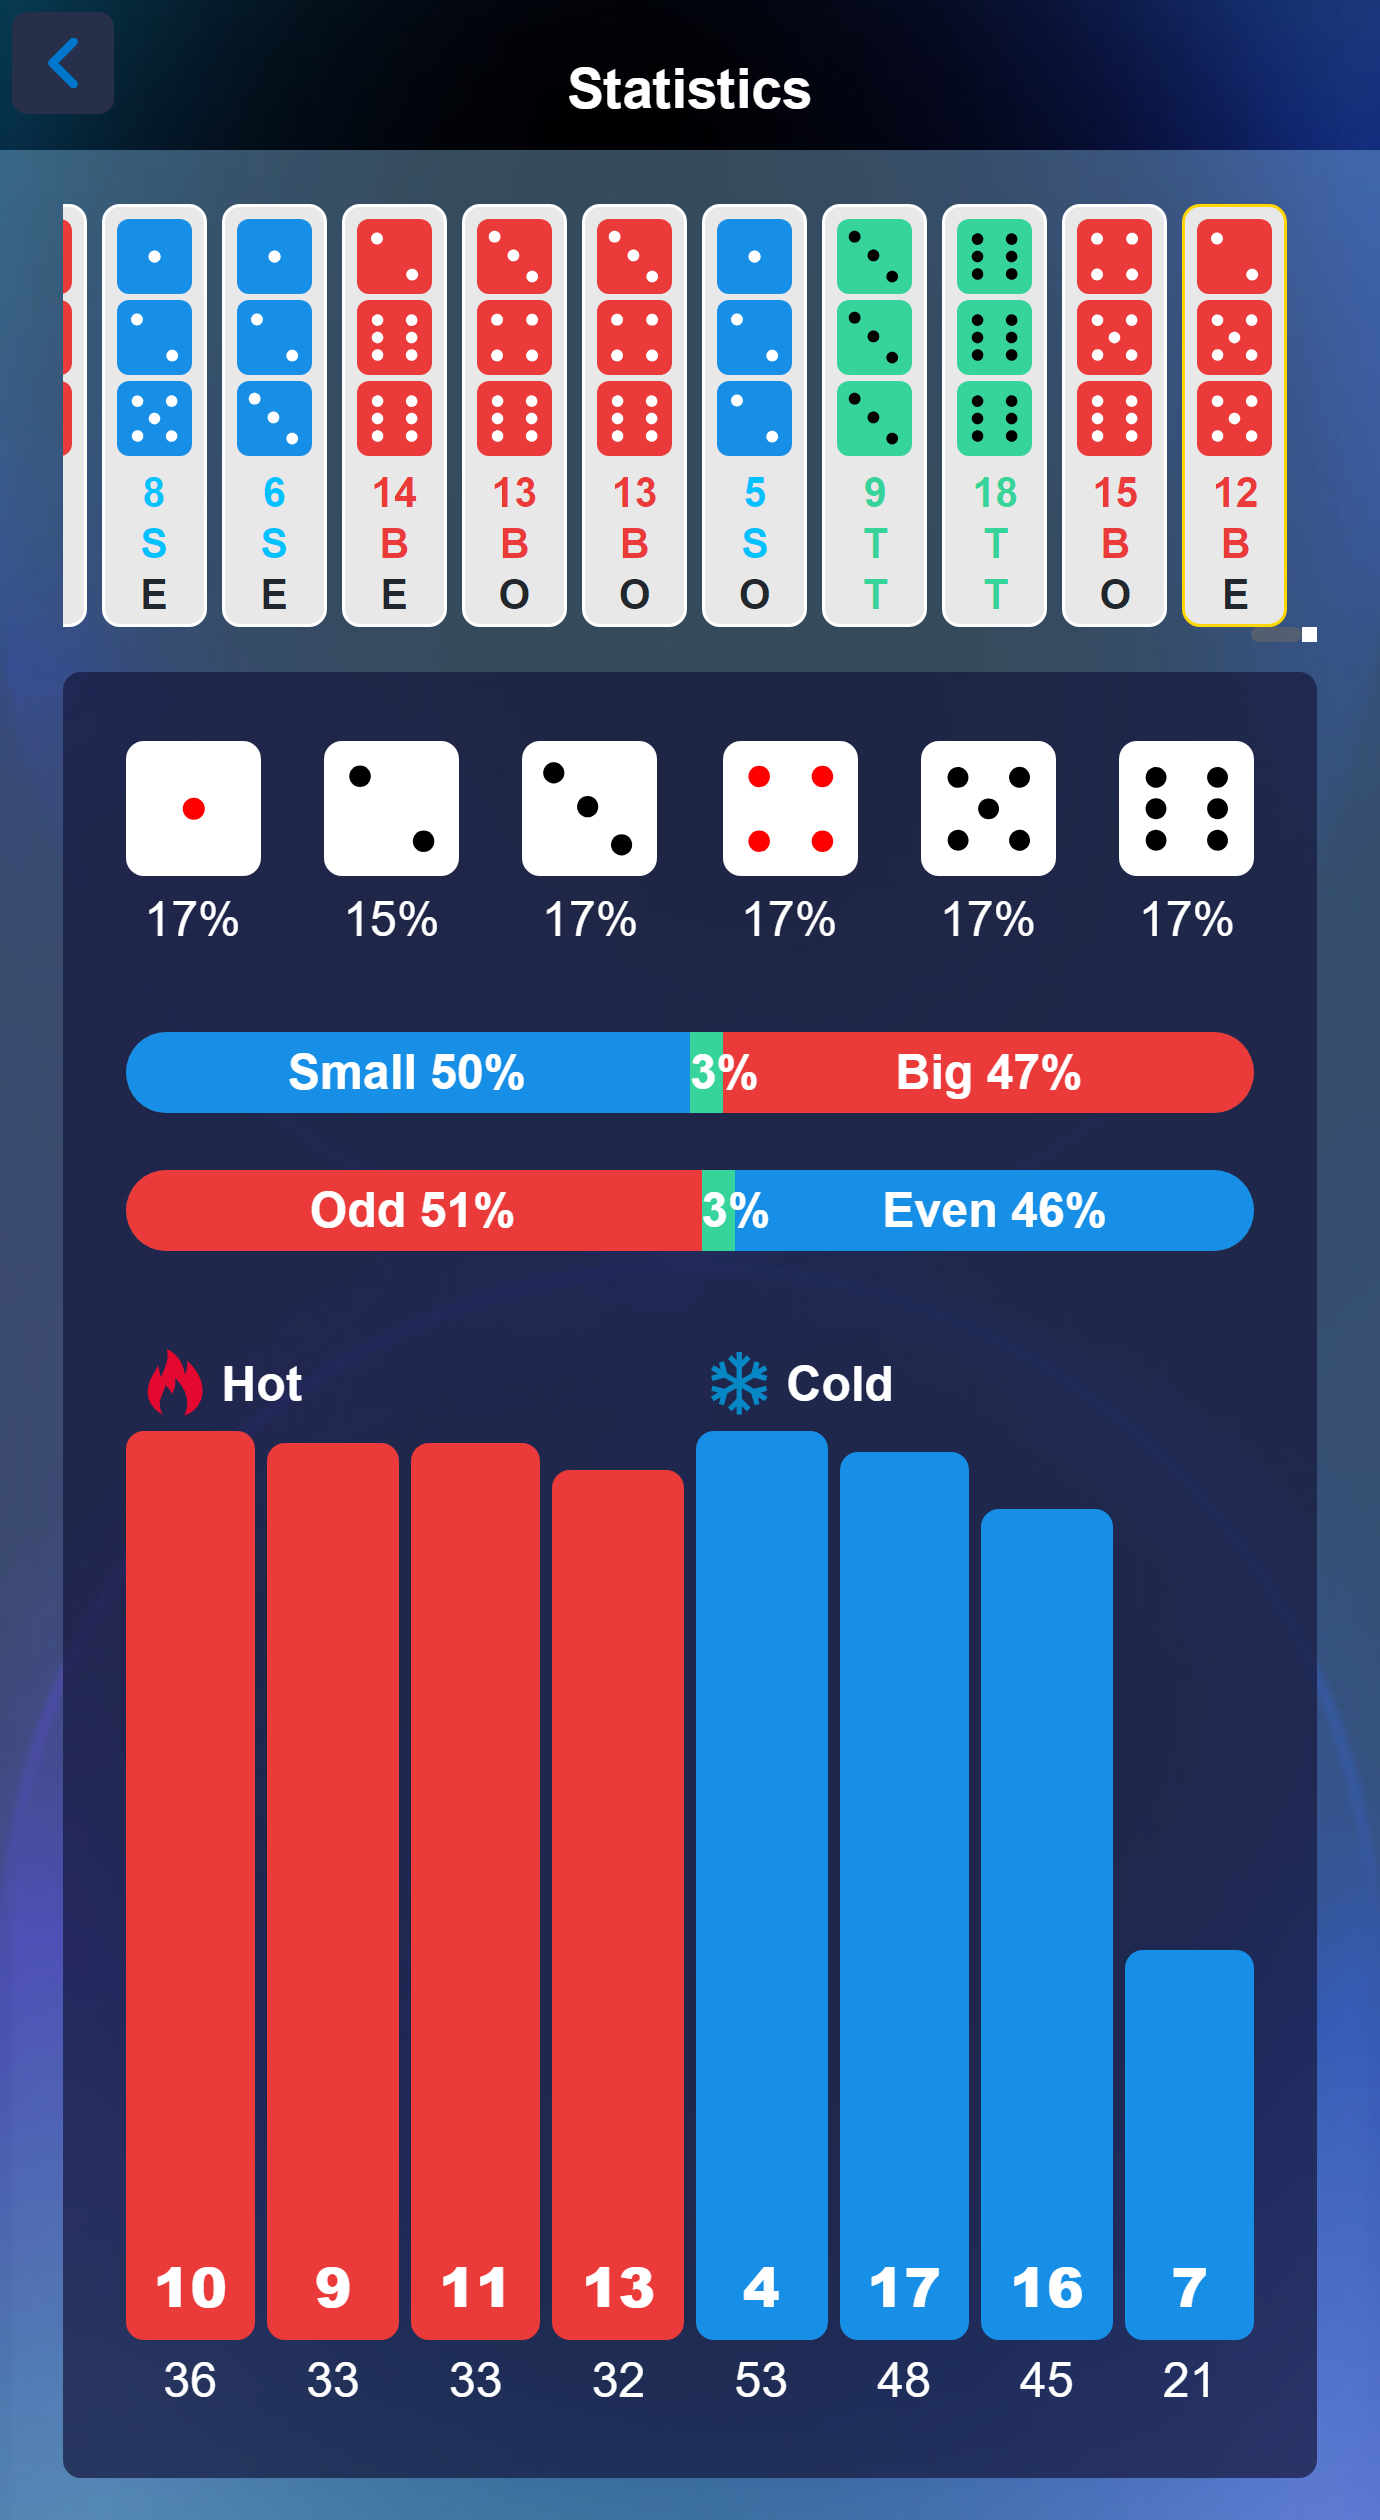 Statistics
8 6 14 13 13 5 9 18 15 12
S S B B B S T T B B
E E E O O O T T O E
17% 15% 17% 17% 17% 17%
Small 50% 3% Big 47%
Odd 51% 3% Even 46%
Hot Cold
10 9 11 13 4 17 16 7
36 33 33 32 53 48 45 21